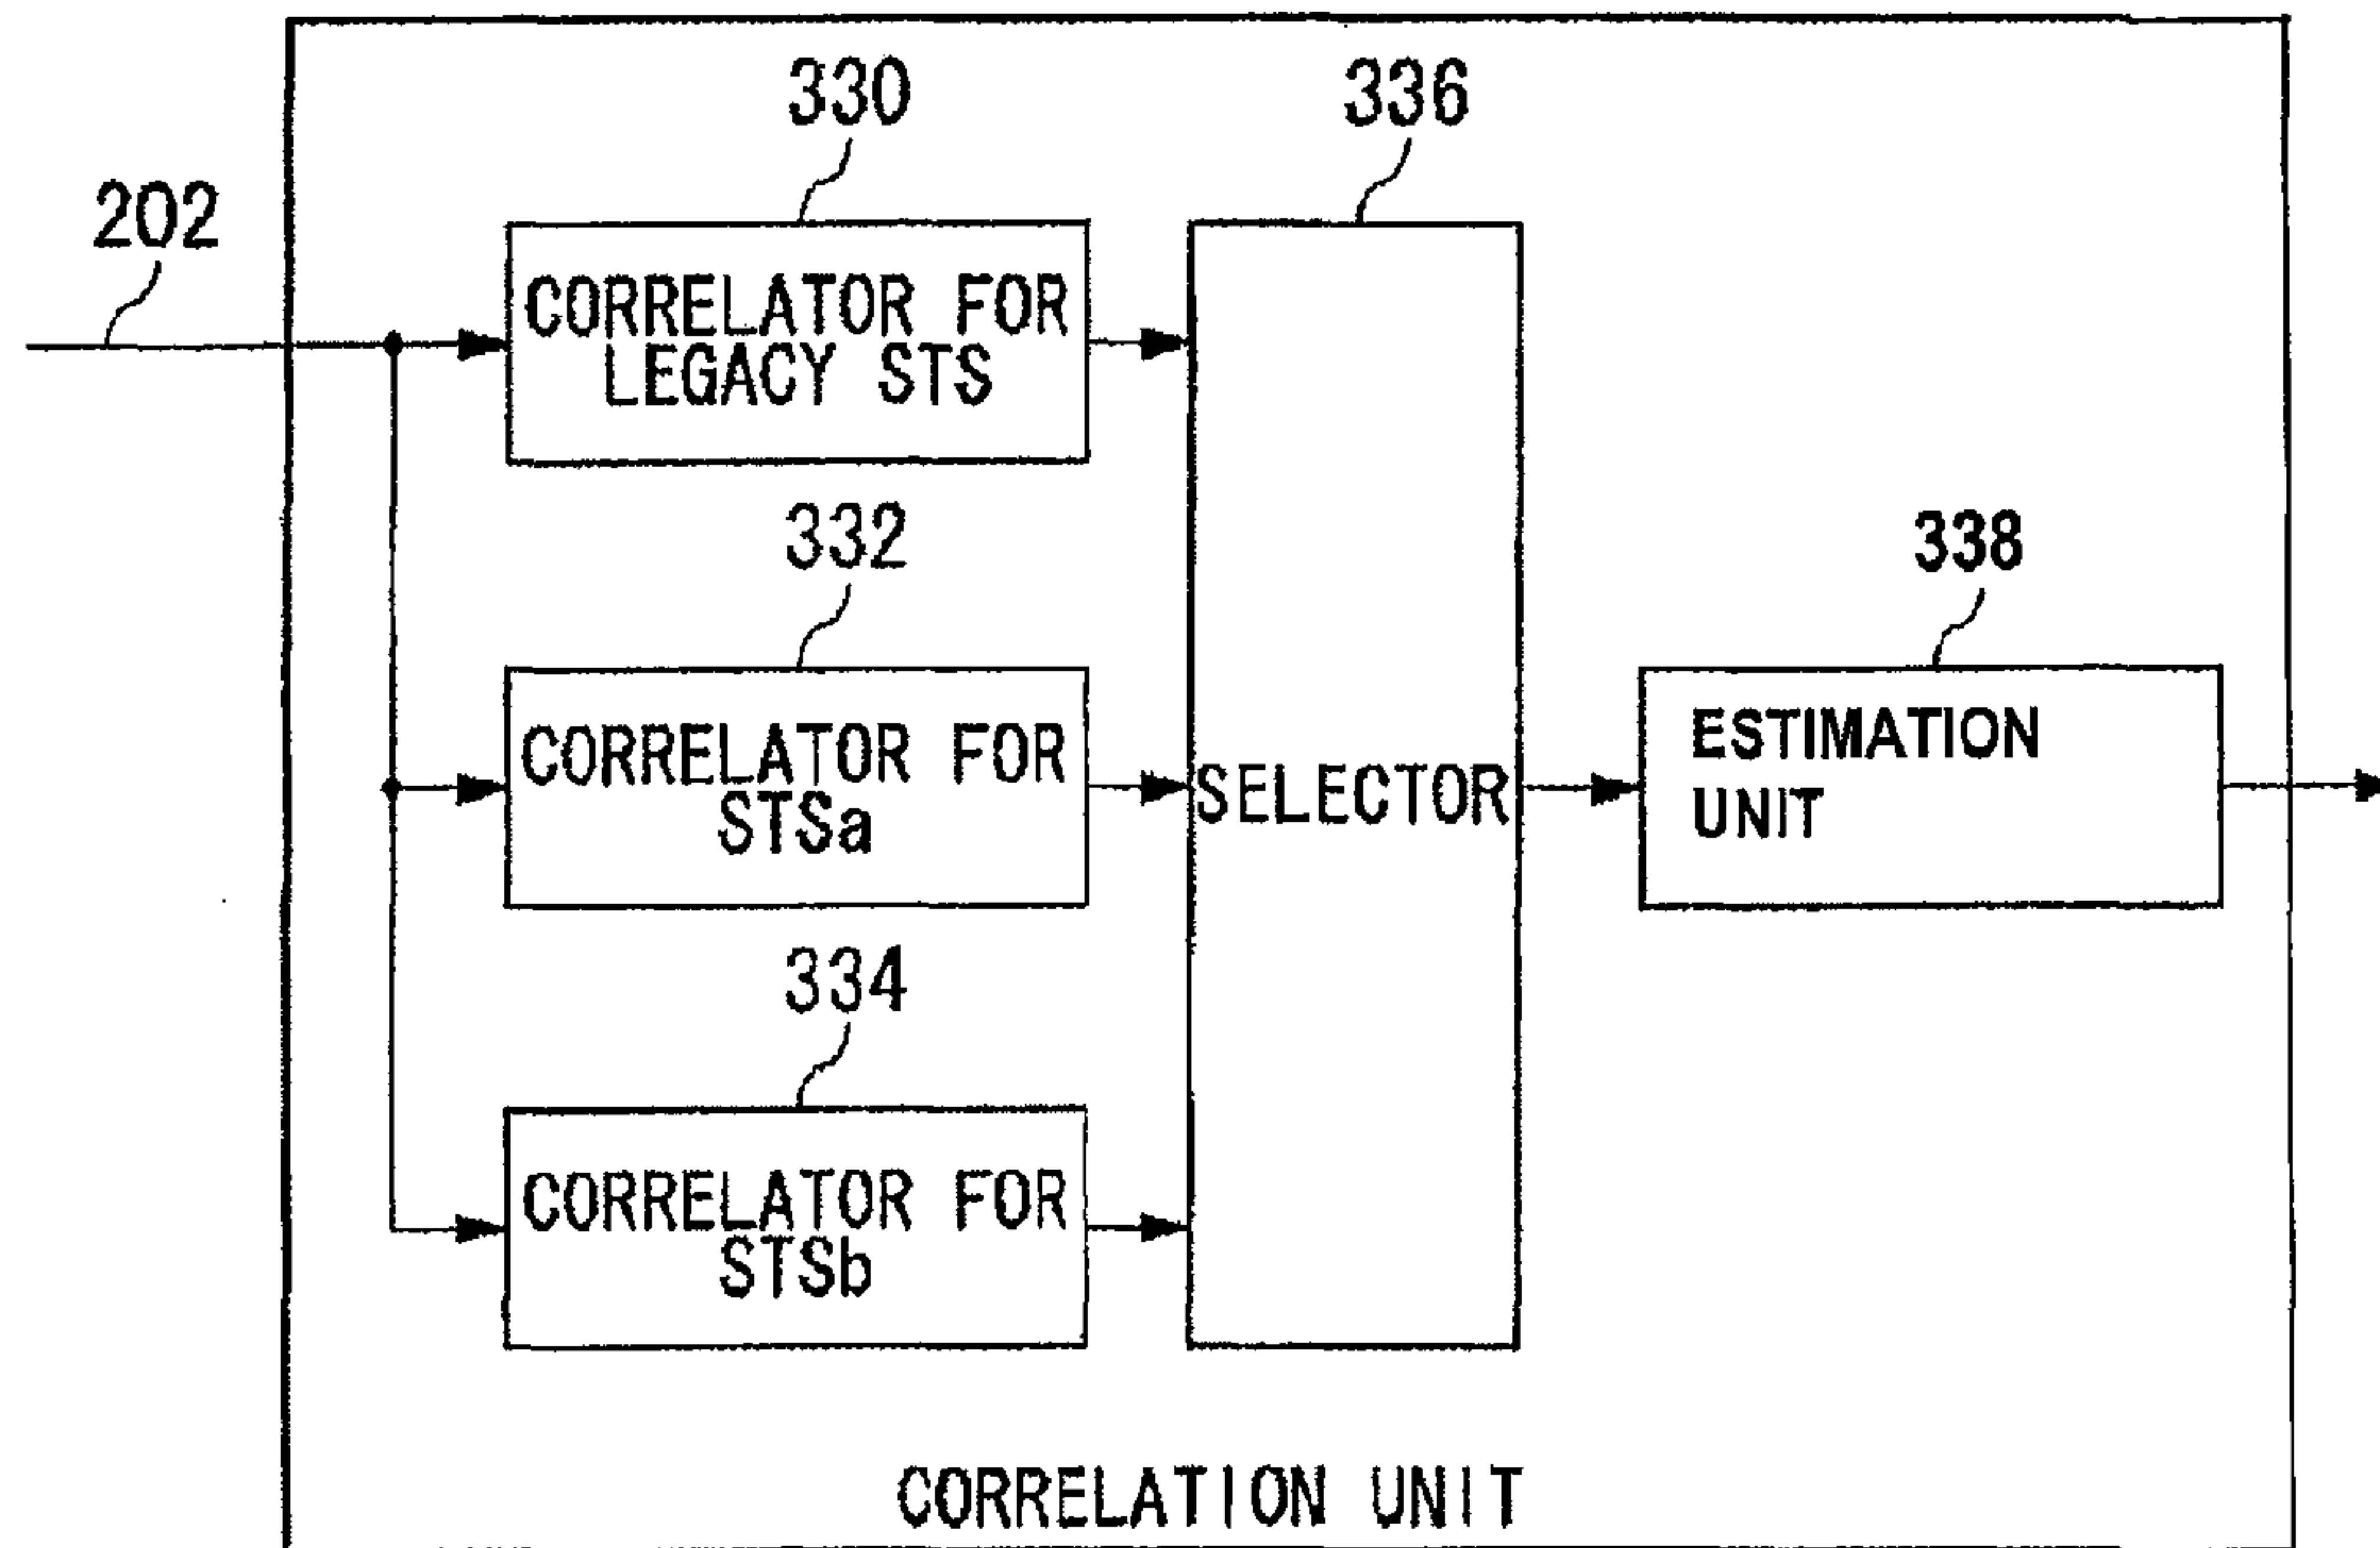 330
336
202
CORRELATOR FOR
LEGACY STS
332
338
CORRELATOR FOR
STSa
SELECTOR
ESTIMATION
UNIT
334
CORRELATOR FOR
STSb
CORRELATION UNIT